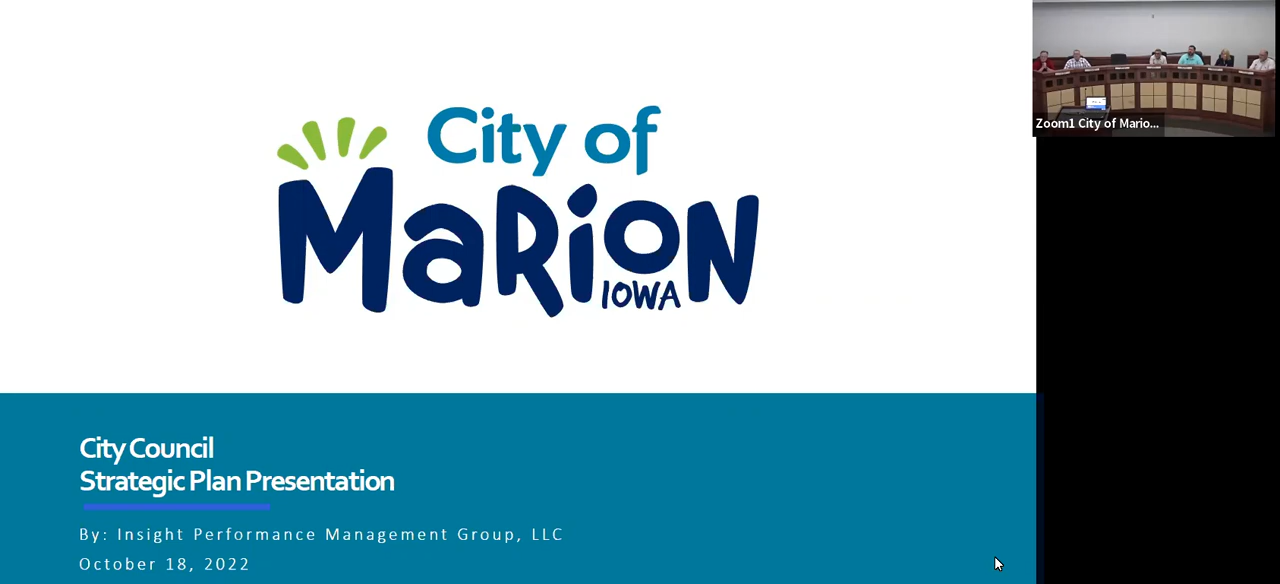 City of
MaRiON
IOWA
Zoom1 City of Mario...
City Council
Strategic Plan Presentation
By: Insight Performance Management Group, LLC
October 18, 2022